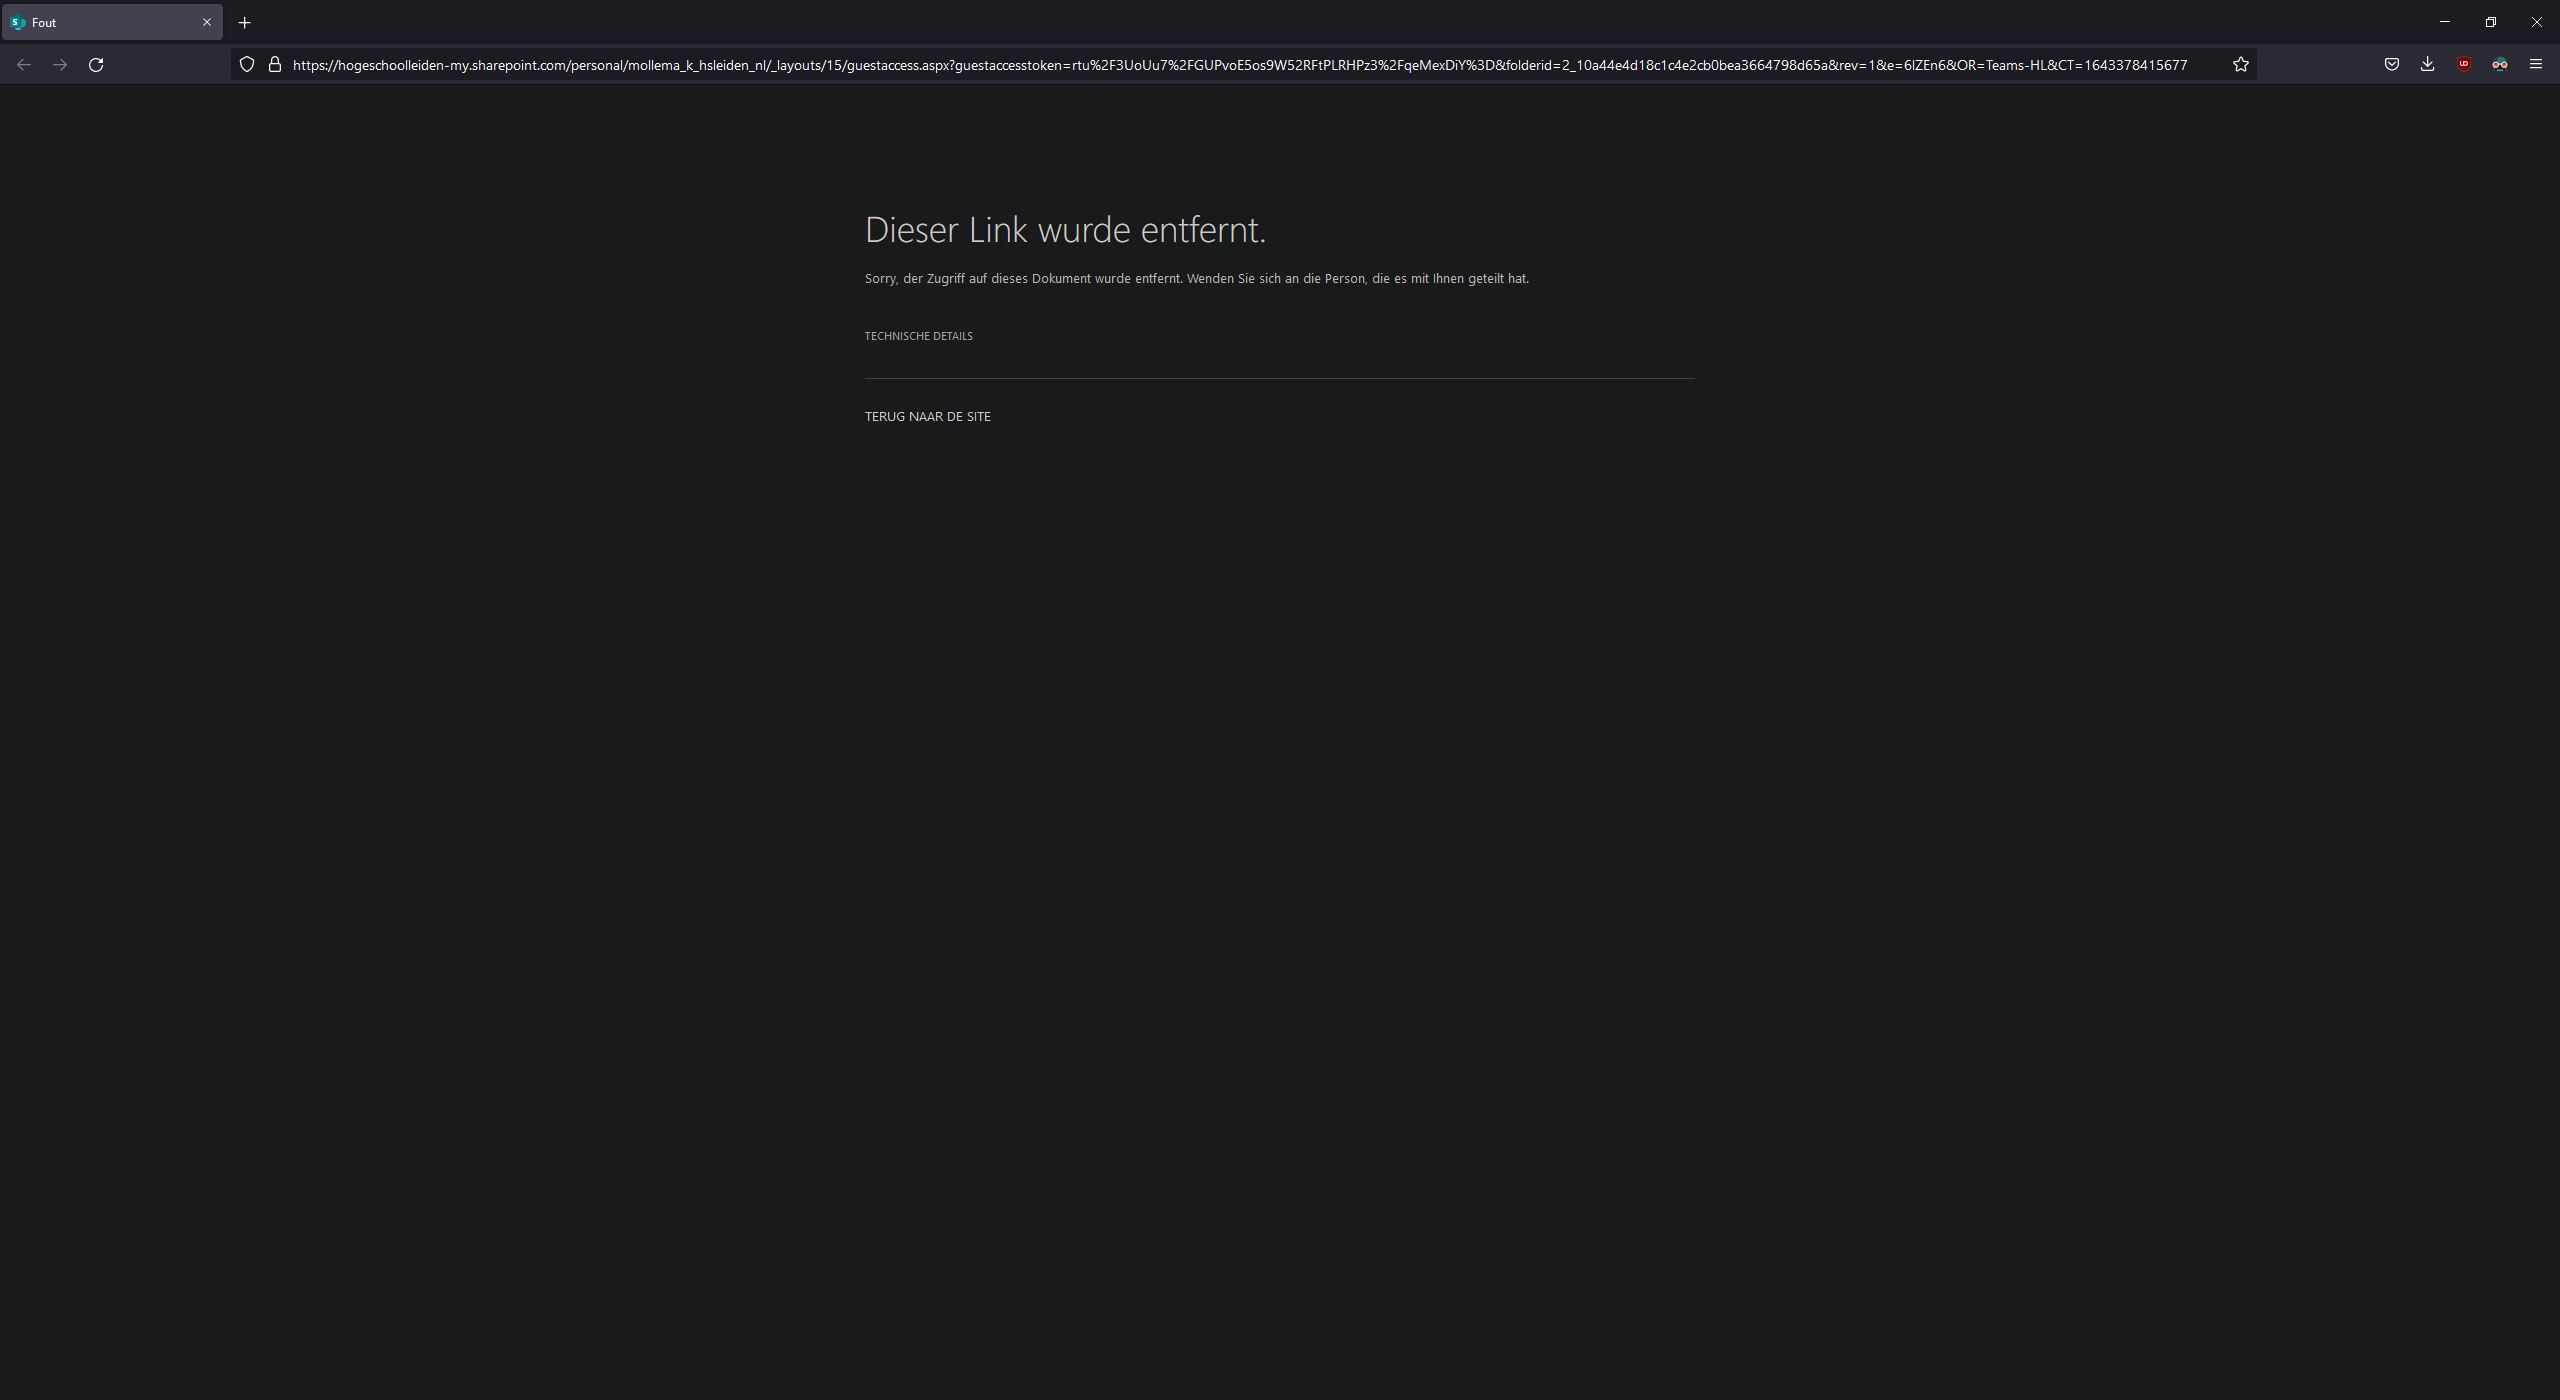 Fout
https://hogeschoolleiden-my.sharepoint.com/personal/mollema_k_hsleiden_nl/_layouts/15/guestaccess.aspx?guestaccesstoken=rtu%2F3UoUu7%2FGUPvoE5os9W52RFtPLRHPz3%2FqeMexDiY%3D&folderid=2_10a44e4d18c1c4e2cb0bea3664798d65a&rev=1&e=6lZEn6&OR=Teams-HL&CT=1643378415677
Dieser Link wurde entfernt.
Sorry, der Zugriff auf dieses Dokument wurde entfernt. Wenden Sie sich an die Person, die es mit Ihnen geteilt hat.
TECHNISCHE DETAILS
TERUG NAAR DE SITE